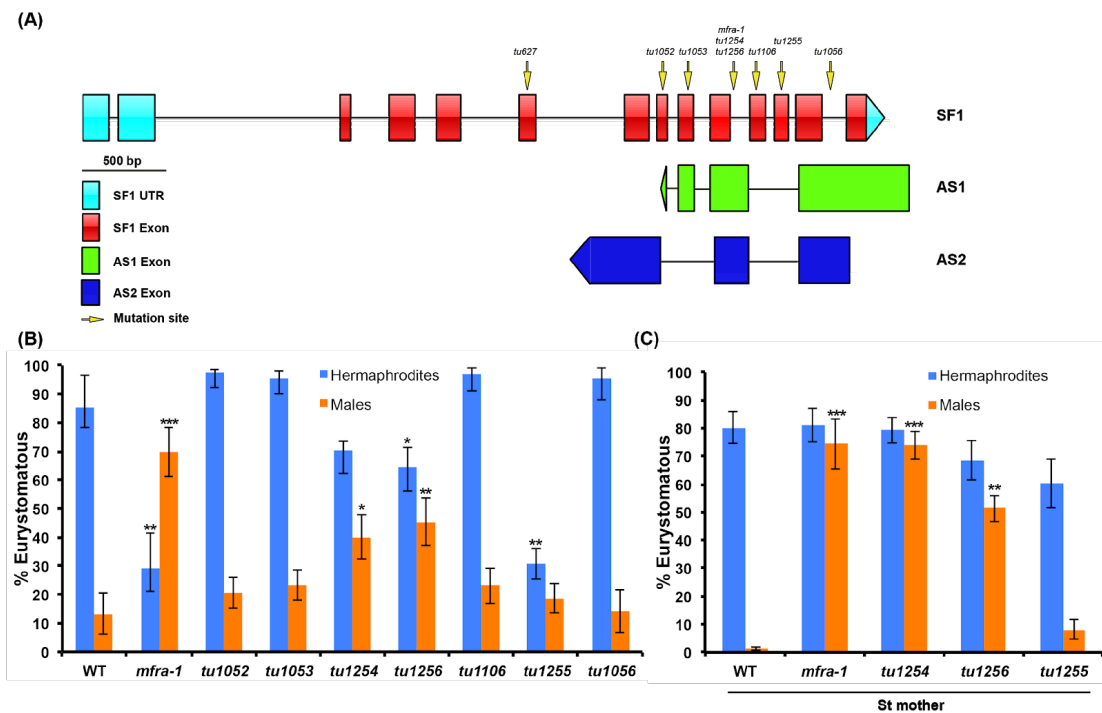 (A)
mfra-1
tu1254
tu1256
tu1255
tu627
tu1052
tu1053
tu1106
tu1056
SF1
500 bp
SF1 UTR
SF1 Exon
AS1 Exon
AS2 Exon
Mutation site
AS1
AS2
(B)
% Eurystomatous
100
90
80
70
60
50
40
30
20
10
0
Hermaphrodites
Males
**
***
*
*
**
**
WT
mfra-1
tu1052
tu1053
tu1254
tu1256
tu1106
tu1255
tu1056
(C)
% Eurystomatous
100
90
80
70
60
50
40
30
20
10
0
Hermaphrodites
Males
***
***
**
WT
mfra-1
tu1254
tu1256
tu1255
St mother